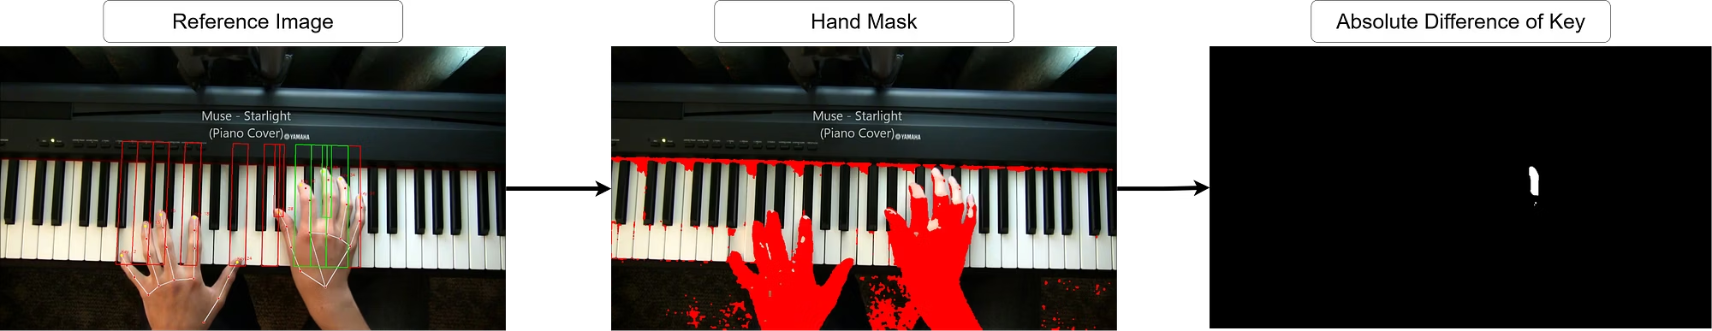 Reference Image
Hand Mask
Absolute Difference of Key
Muse - Starlight
(Piano Cover)
YAMAHA
Muse - Starlight
(Piano Cover)
YAMAHA